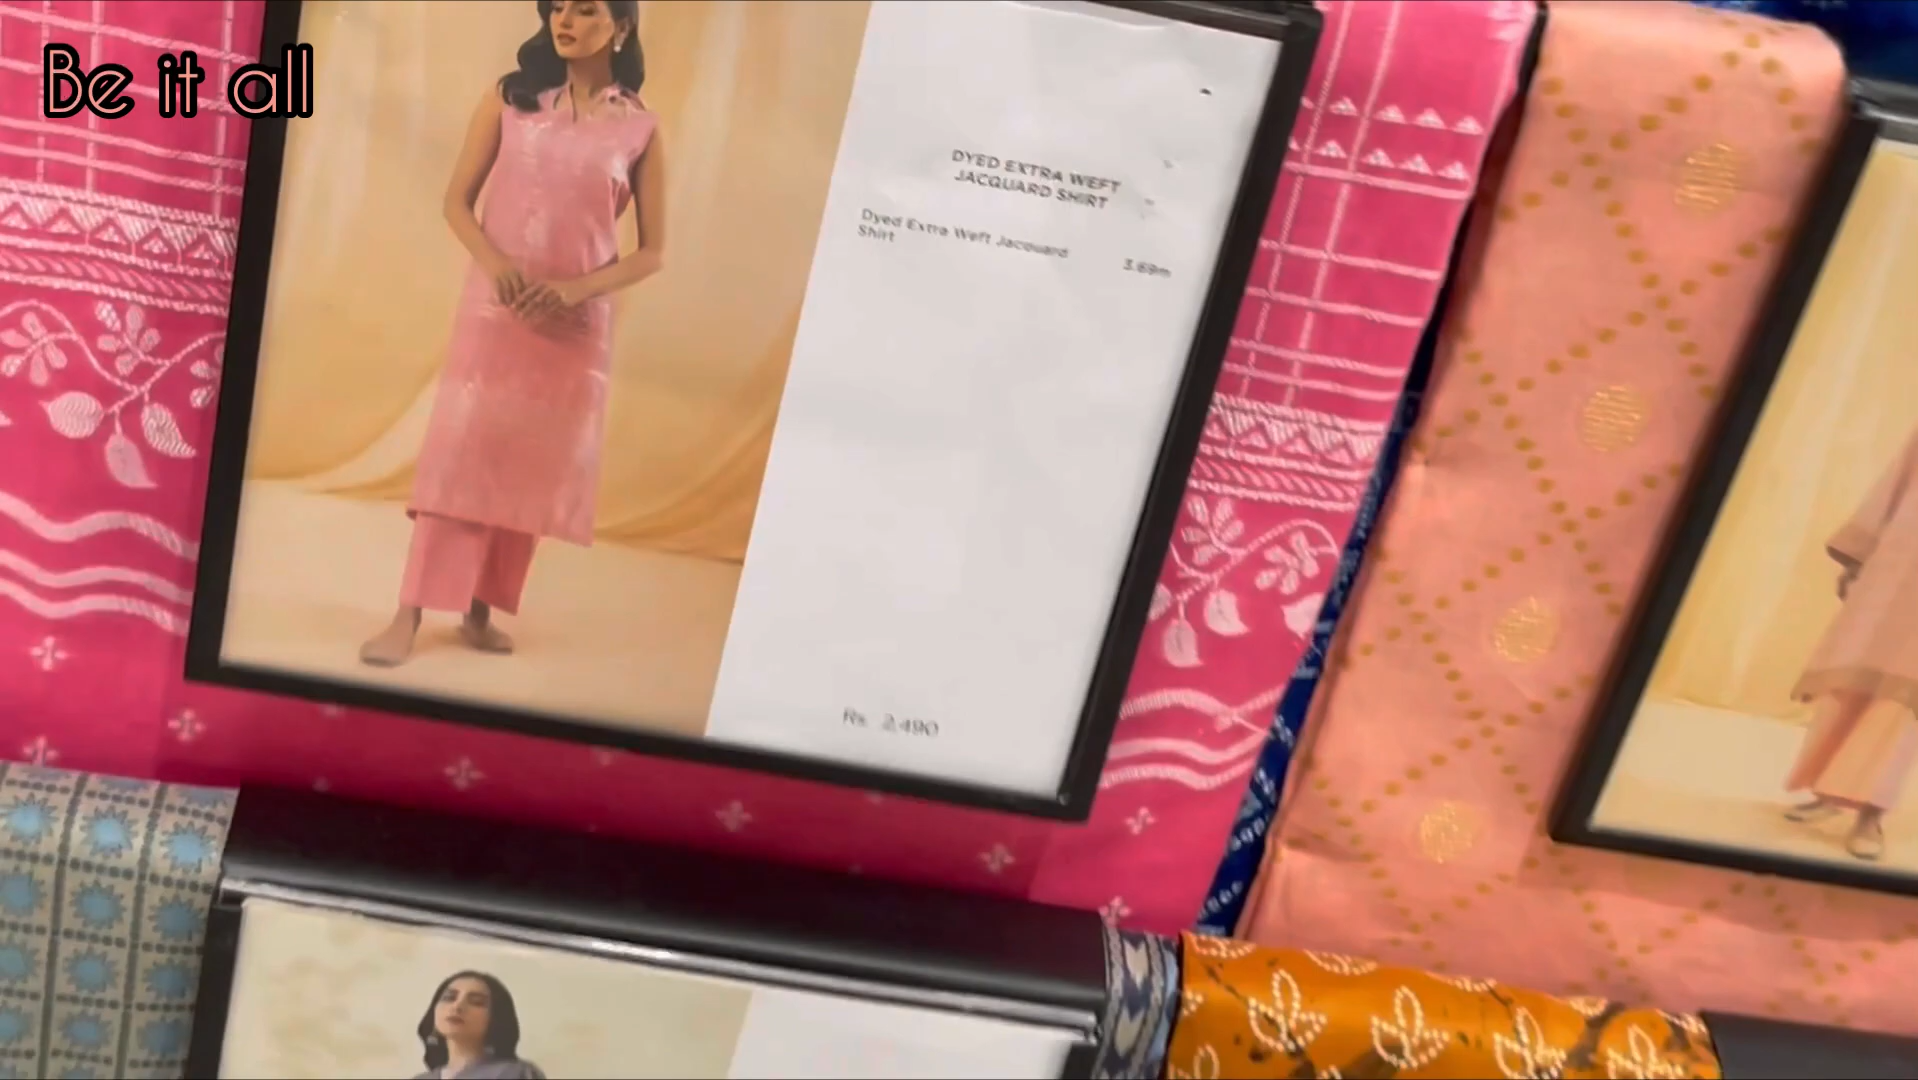 Be it all
DYED EXTRA WEFT
JACQUARD SHIRT
Dyed Extra Weft Jacquard
Shirt
3.69m
Rs. 2,490